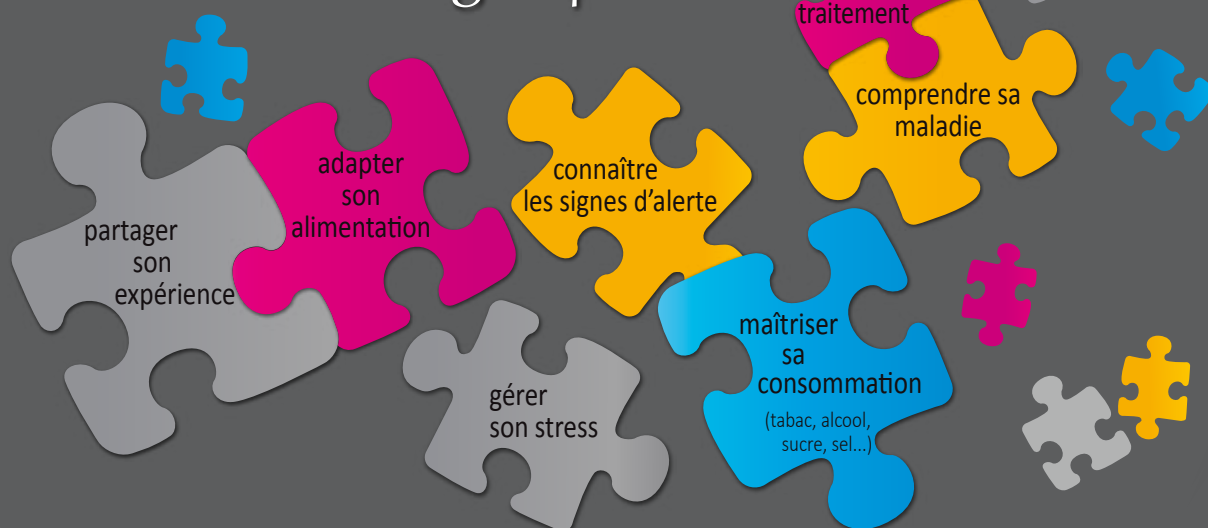 traitement
comprendre sa
maladie
adapter
son
alimentation
connaître
les signes d'alerte
partager
son
expérience
maîtriser
sa
consommation
(tabac, alcool,
sucre, sel...)
gérer
son stress